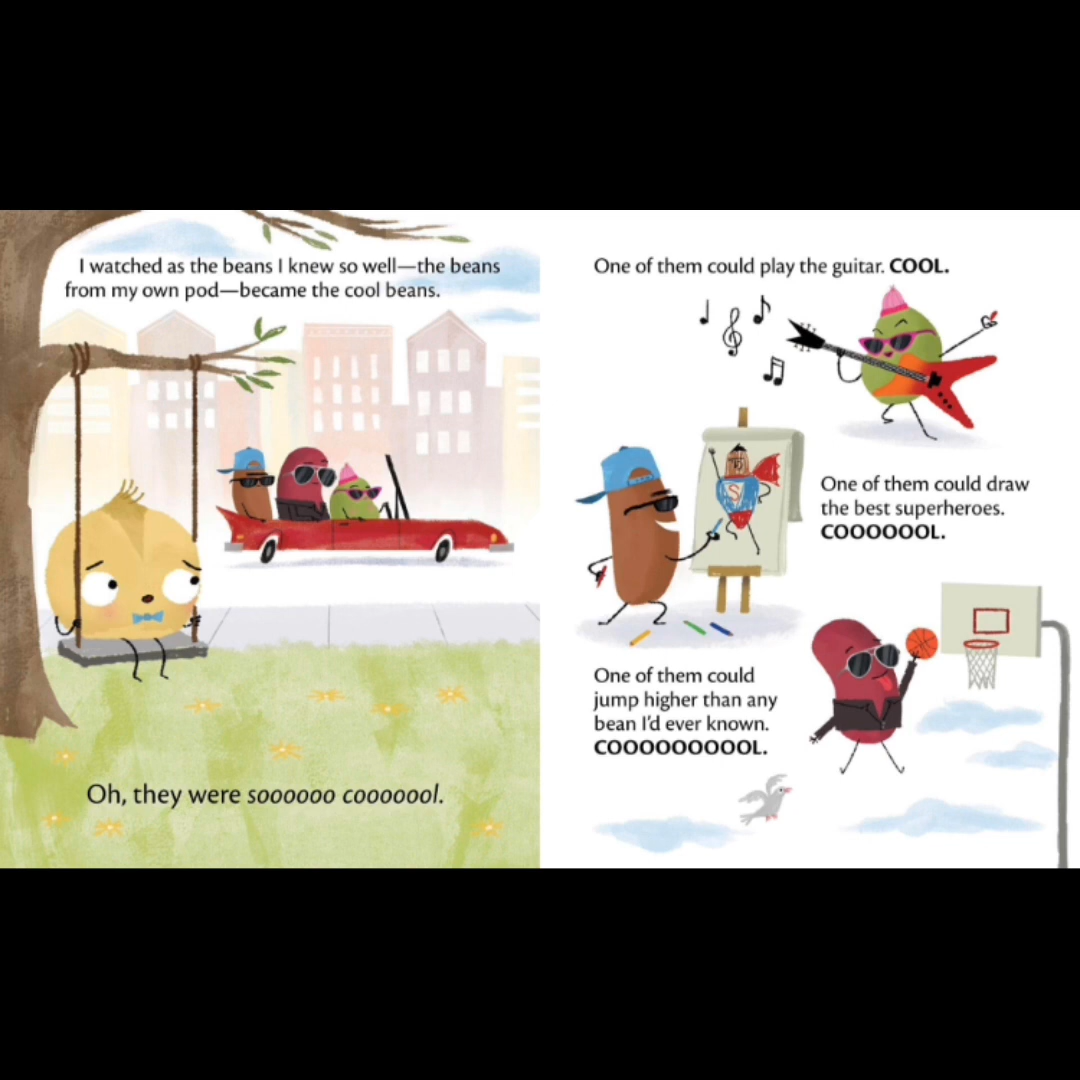 I watched as the beans I knew so well—the beans
from my own pod—became the cool beans.
Oh, they were soooooo cooooool.
One of them could play the guitar. COOL.
One of them could draw
the best superheroes.
COOOOOOL.
One of them could
jump higher than any
bean I'd ever known.
COOOOOOOOOL.